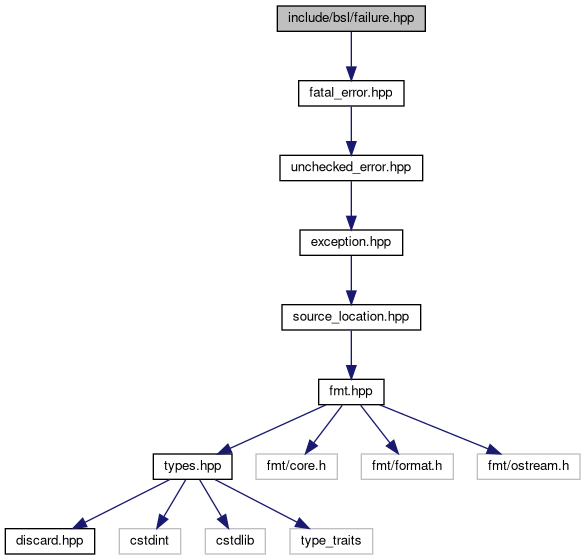 include/bsl/failure.hpp
fatal_error.hpp
unchecked_error.hpp
exception.hpp
source_location.hpp
fmt.hpp
types.hpp
fmt/core.h
fmt/format.h
fmt/ostream.h
discard.hpp
cstdint
cstdlib
type_traits